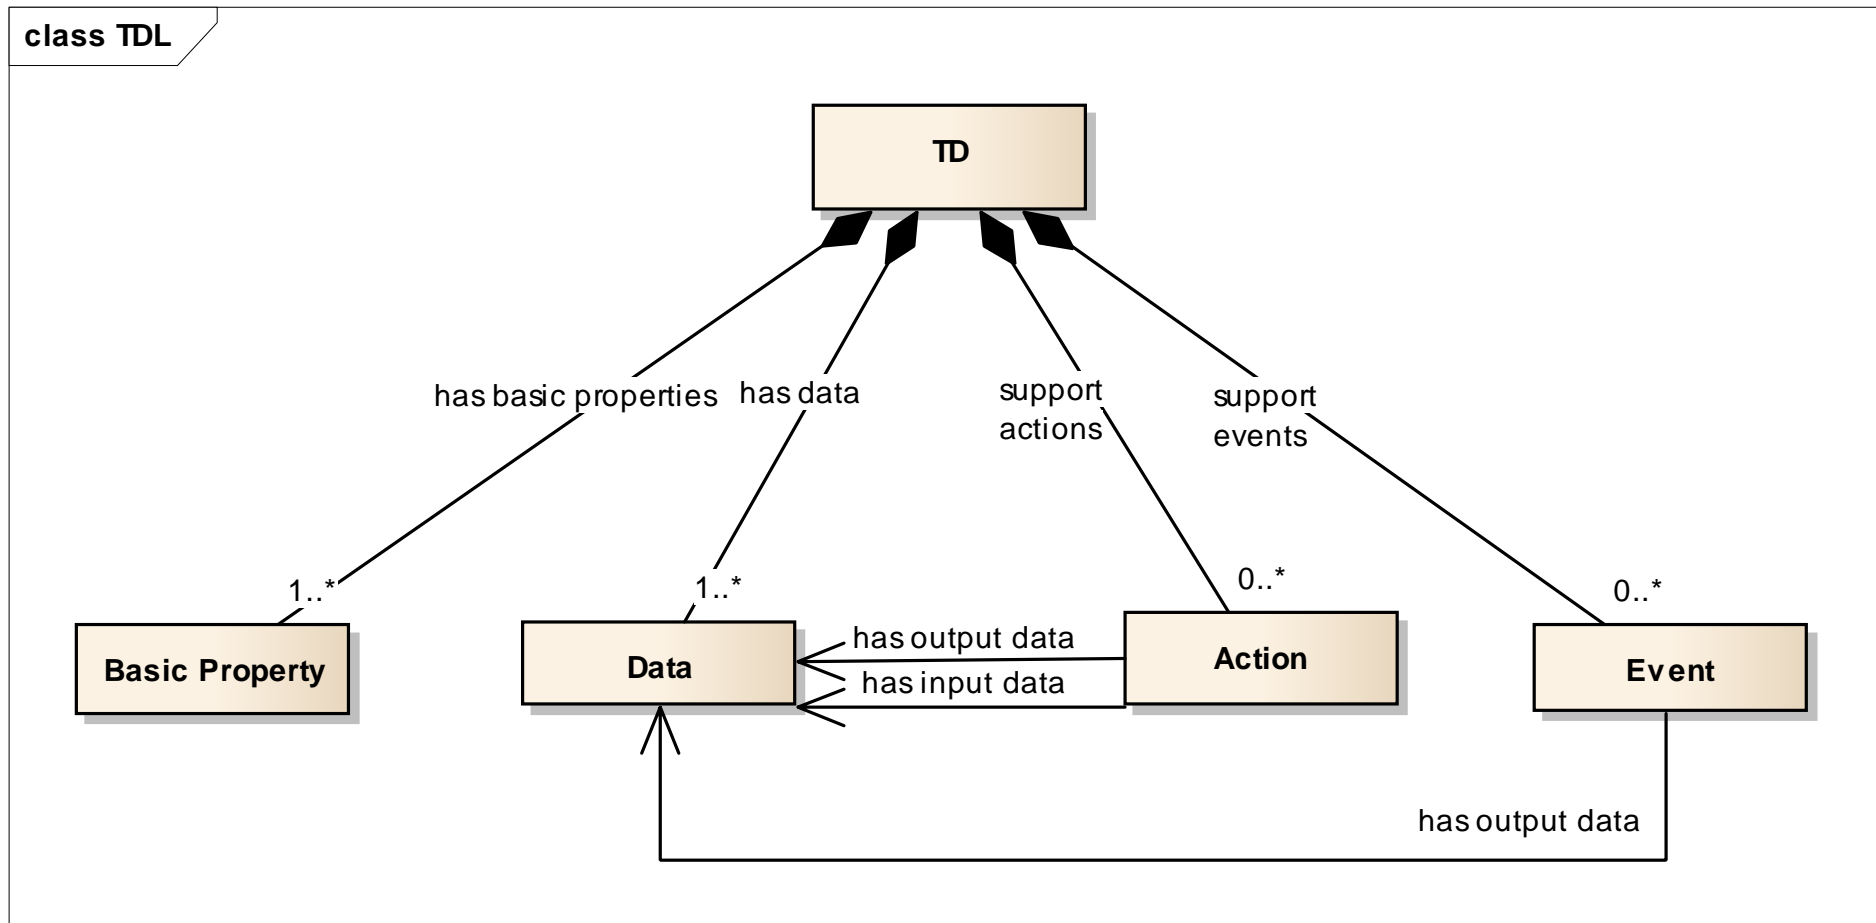 class TDL
TD
has basic properties
has data
support
actions
support
events
1..*
1..*
0..*
0..*
Basic Property
Data
has output data
has input data
Action
Event
has output data